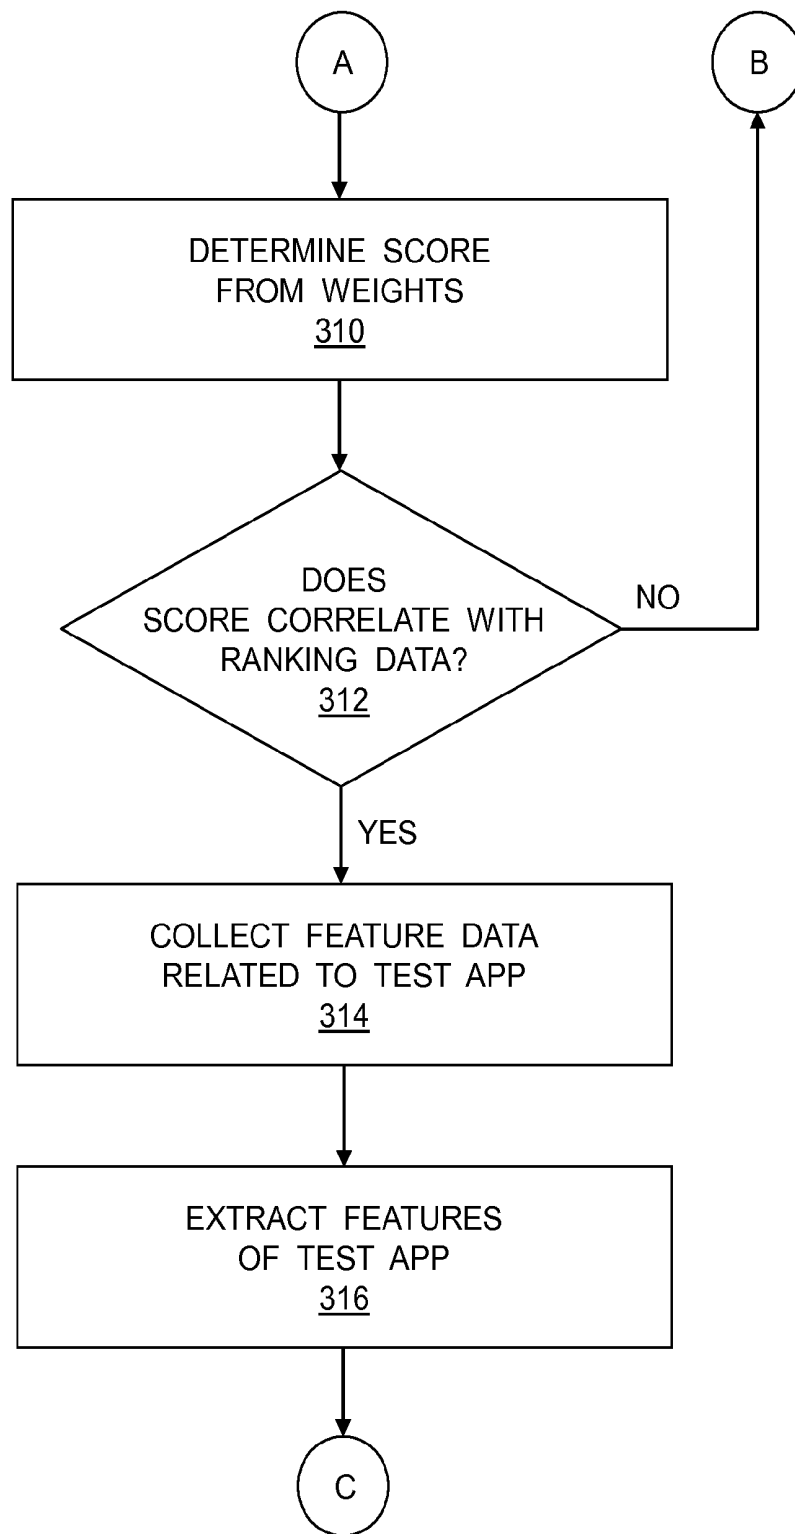 A
B
DETERMINE SCORE
FROM WEIGHTS
310
DOES
SCORE CORRELATE WITH
RANKING DATA?
312
NO
YES
COLLECT FEATURE DATA
RELATED TO TEST APP
314
EXTRACT FEATURES
OF TEST APP
316
C